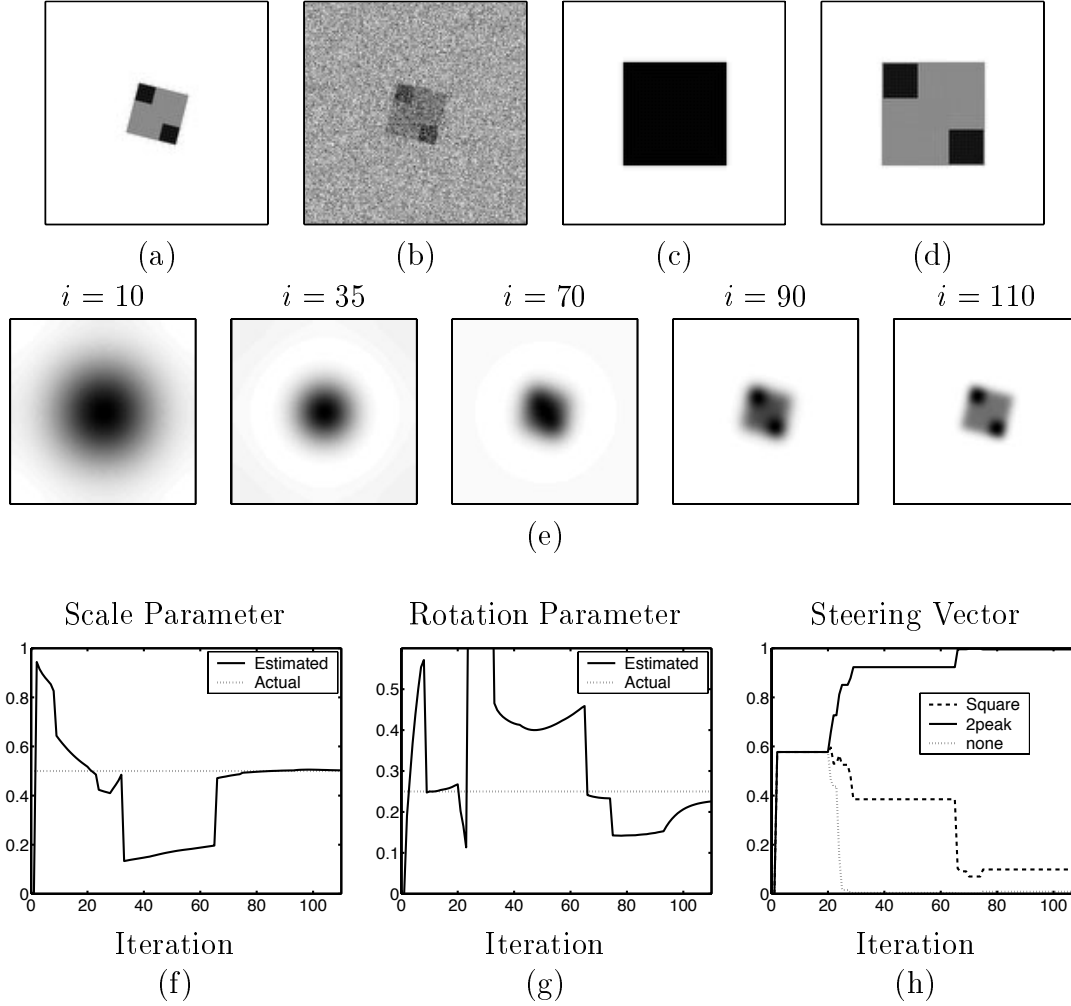 (a) (b) (c) (d)
i = 10 i = 35 i = 70 i = 90 i = 110
(e)
Scale Parameter
1
0.8
0.6
0.4
0.2
0
0 20 40 60 80 100
Estimated
Actual
Iteration
(f)
Rotation Parameter
0.5
0.4
0.3
0.2
0.1
0
0 20 40 60 80 100
Estimated
Actual
Iteration
(g)
Steering Vector
1
0.8
0.6
0.4
0.2
0
0 20 40 60 80 100
Square
2peak
none
Iteration
(h)